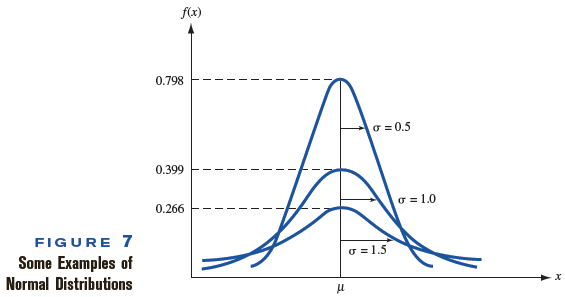 f(x)
0.798
σ = 0.5
0.399
σ = 1.0
0.266
FIGURE 7
Some Examples of
Normal Distributions
σ = 1.5
x
μ